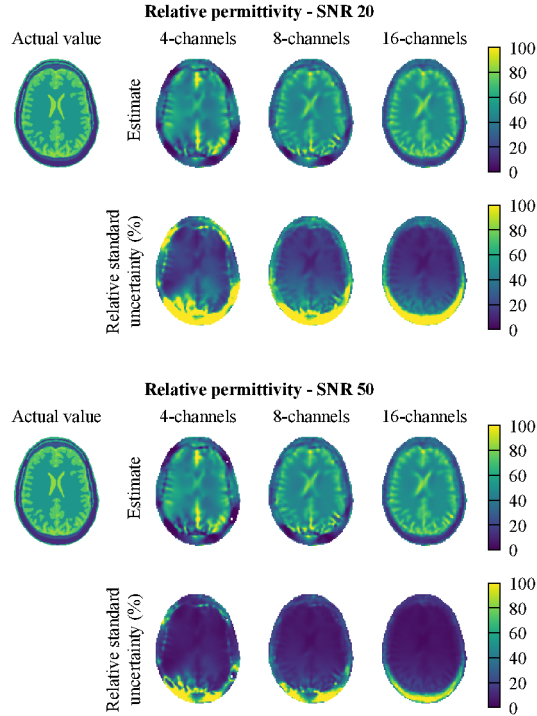 Relative permittivity - SNR 20
Actual value
4-channels
8-channels
16-channels
Estimate
100
80
60
40
20
0
Relative standard
uncertainty (%)
100
80
60
40
20
0
Relative permittivity - SNR 50
Actual value
4-channels
8-channels
16-channels
Estimate
100
80
60
40
20
0
Relative standard
uncertainty (%)
100
80
60
40
20
0